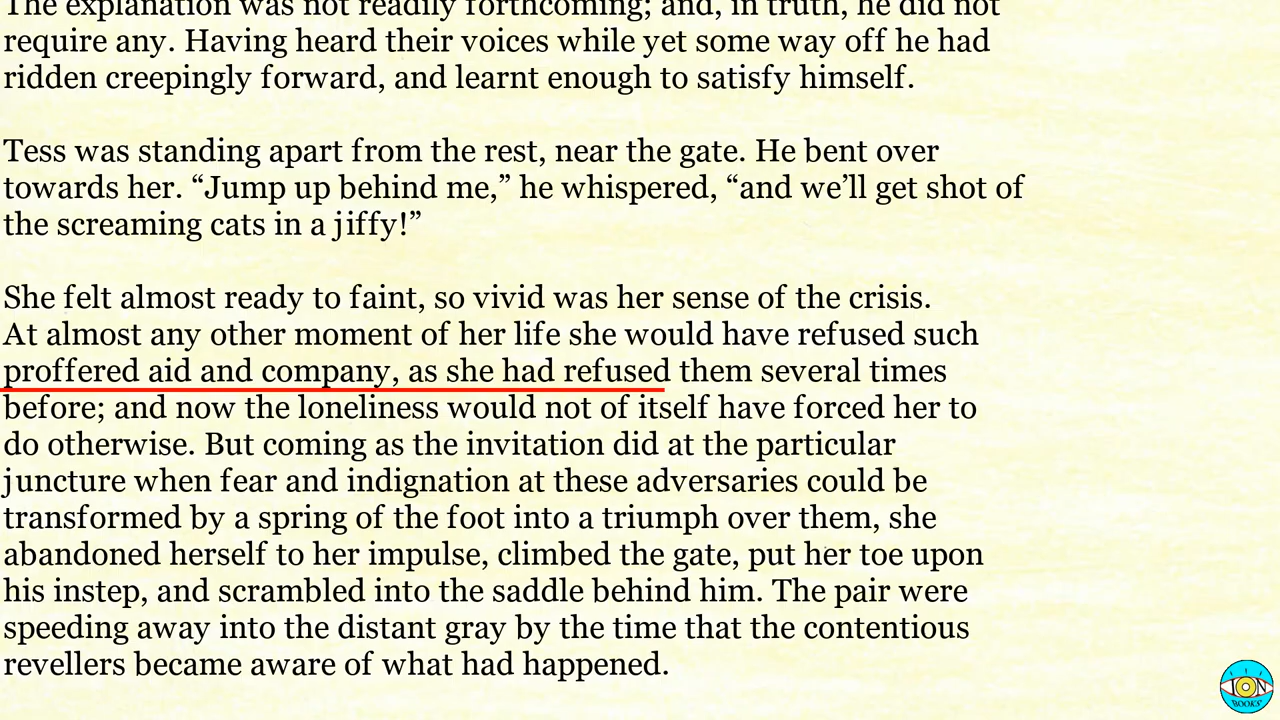 The explanation was not readily forthcoming; and, in truth, he did not
require any. Having heard their voices while yet some way off he had
ridden creepingly forward, and learnt enough to satisfy himself.
Tess was standing apart from the rest, near the gate. He bent over
towards her. “Jump up behind me,” he whispered, “and we’ll get shot of
the screaming cats in a jiffy!”
She felt almost ready to faint, so vivid was her sense of the crisis.
At almost any other moment of her life she would have refused such
proffered aid and company, as she had refused them several times
before; and now the loneliness would not of itself have forced her to
do otherwise. But coming as the invitation did at the particular
juncture when fear and indignation at these adversaries could be
transformed by a spring of the foot into a triumph over them, she
abandoned herself to her impulse, climbed the gate, put her toe upon
his instep, and scrambled into the saddle behind him. The pair were
speeding away into the distant gray by the time that the contentious
revellers became aware of what had happened.
ION
BOOKS